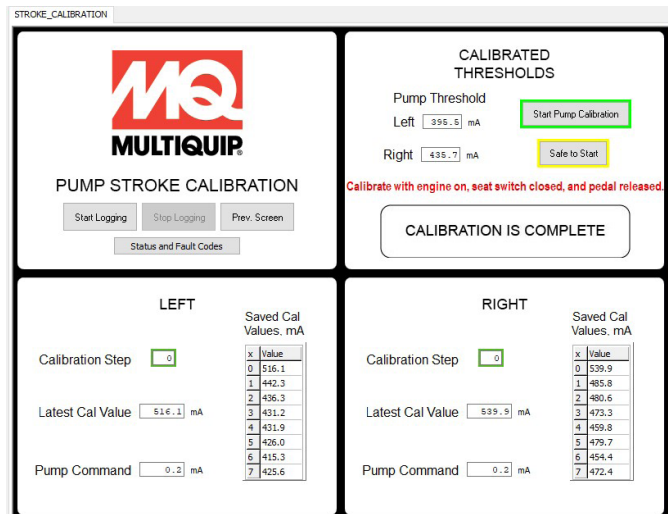 STROKE_CALIBRATION
MQ
MULTIQUIP
PUMP STROKE CALIBRATION
Start Logging Stop Logging Prev. Screen
Status and Fault Codes
CALIBRATED
THRESHOLDS
Pump Threshold
Left 395.5 mA
Start Pump Calibration
Right 435.7 mA
Safe to Start
Calibrate with engine on, seat switch closed, and pedal released.
CALIBRATION IS COMPLETE
LEFT
Saved Cal
Values, mA
Calibration Step 0
Latest Cal Value 516.1 mA
Pump Command 0.2 mA
x Value
0 516.1
1 442.3
2 436.3
3 431.2
4 431.9
5 426.0
6 415.3
7 425.6
RIGHT
Saved Cal
Values, mA
Calibration Step 0
Latest Cal Value 539.9 mA
Pump Command 0.2 mA
x Value
0 539.9
1 485.8
2 480.6
3 473.3
4 459.8
5 479.7
6 454.4
7 472.4